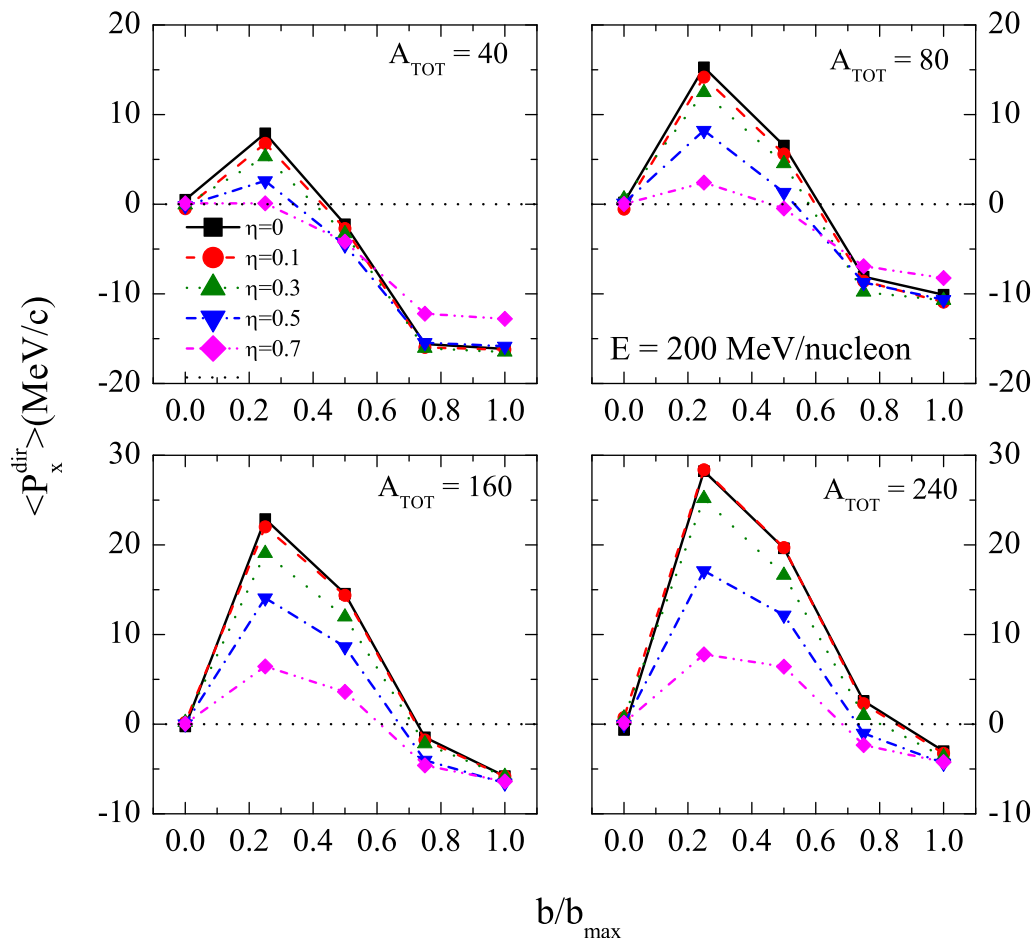 20
10
0
-10
-20
A_TOT = 40
η=0
η=0.1
η=0.3
η=0.5
η=0.7
0.0 0.2 0.4 0.6 0.8 1.0
A_TOT = 80
E = 200 MeV/nucleon
20
10
0
-10
-20
0.0 0.2 0.4 0.6 0.8 1.0
<P_x^dir>(MeV/c)
30
20
10
0
-10
A_TOT = 160
0.0 0.2 0.4 0.6 0.8 1.0
A_TOT = 240
30
20
10
0
-10
0.0 0.2 0.4 0.6 0.8 1.0
b/b_max